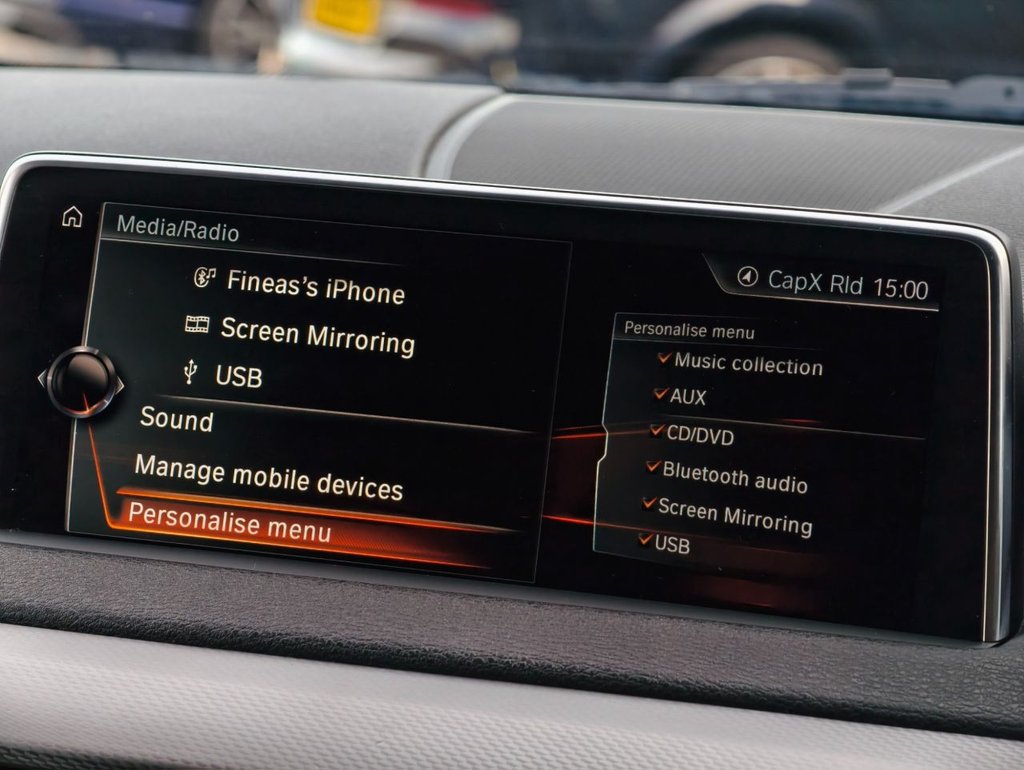 Media/Radio
Fineas's iPhone
Screen Mirroring
USB
Sound
Manage mobile devices
Personalise menu
CapX Rld 15:00
Personalise menu
Music collection
AUX
CD/DVD
Bluetooth audio
Screen Mirroring
USB